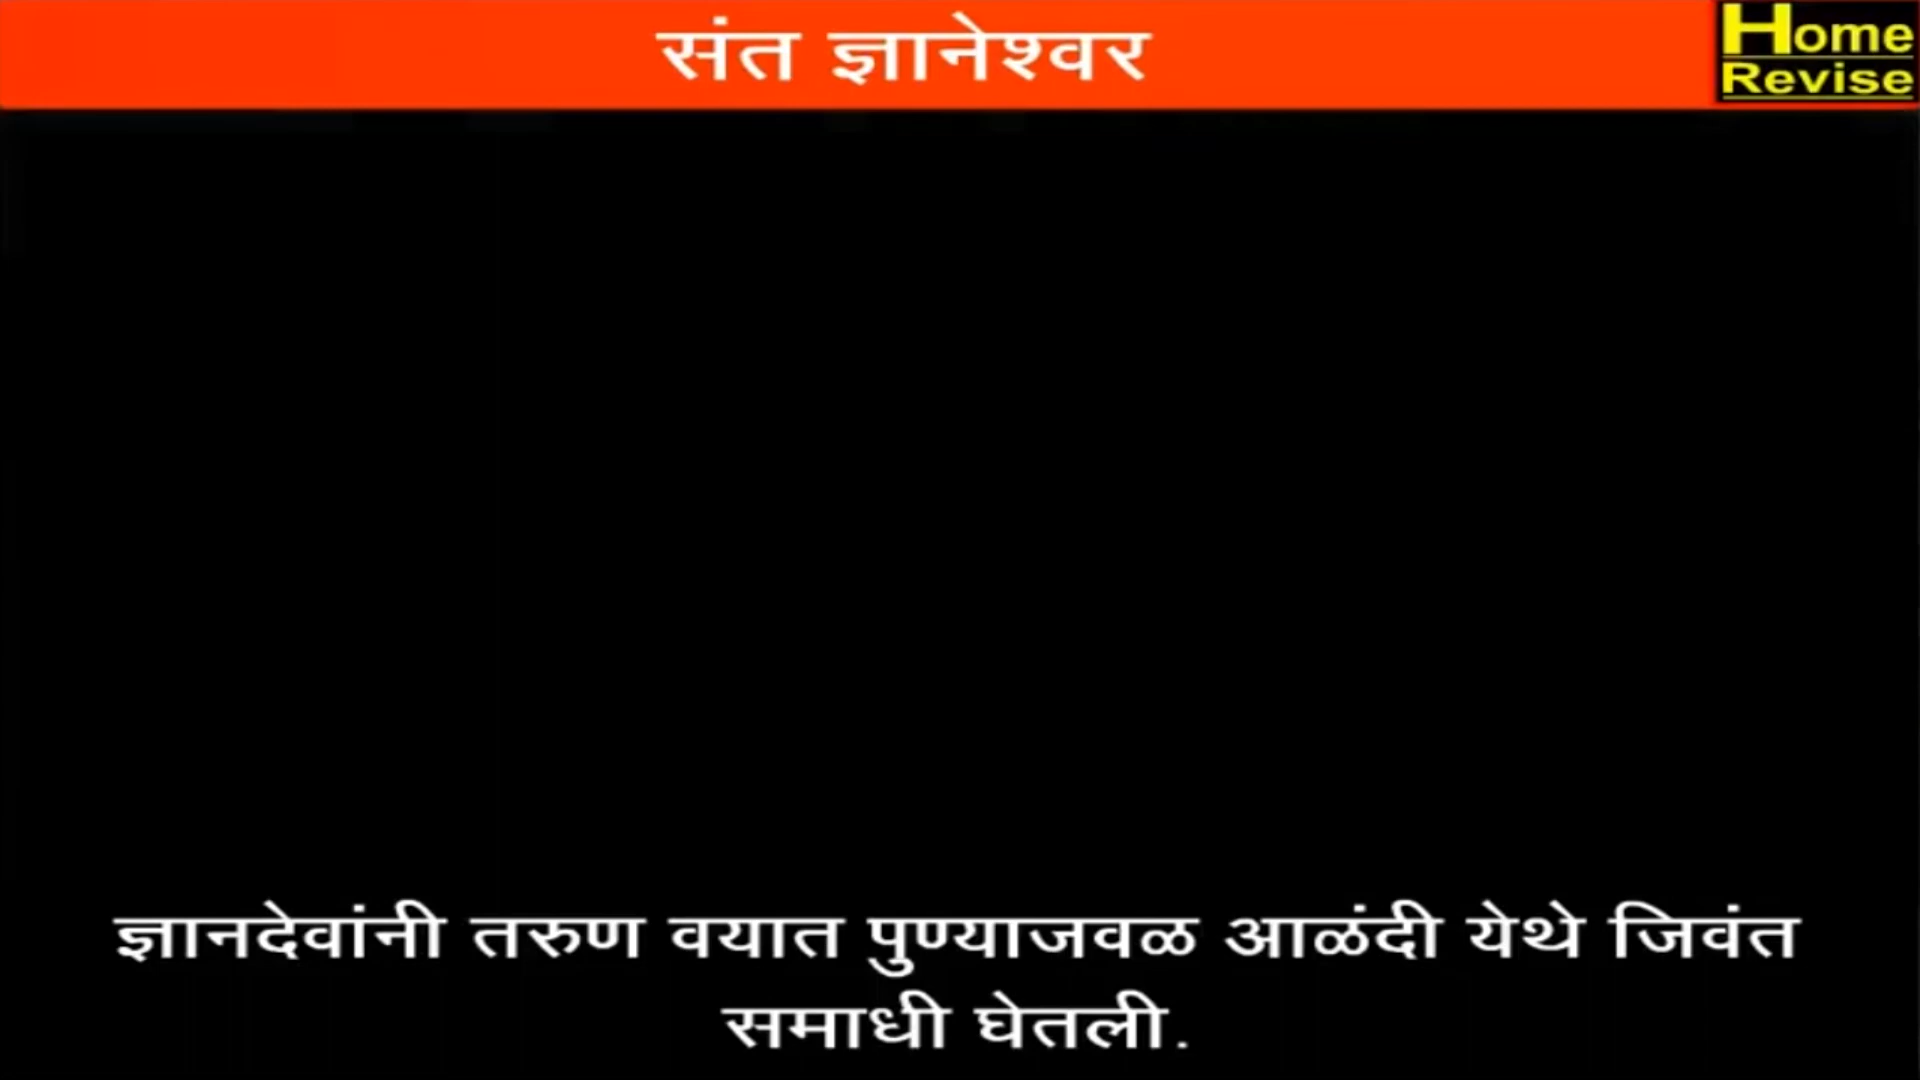 संत ज्ञानेश्वर
Home
Revise
ज्ञानदेवांनी तरुण वयात पुण्याजवळ आळंदी येथे जिवंत
समाधी घेतली.